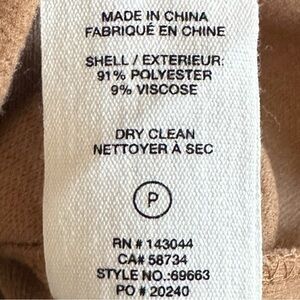 MADE IN CHINA
FABRIQUÉ EN CHINE
SHELL / EXTERIEUR:
91% POLYESTER
9% VISCOSE
DRY CLEAN
NETTOYER À SEC
P
RN # 143044
CA# 58734
STYLE NO.:69663
PO # 20240